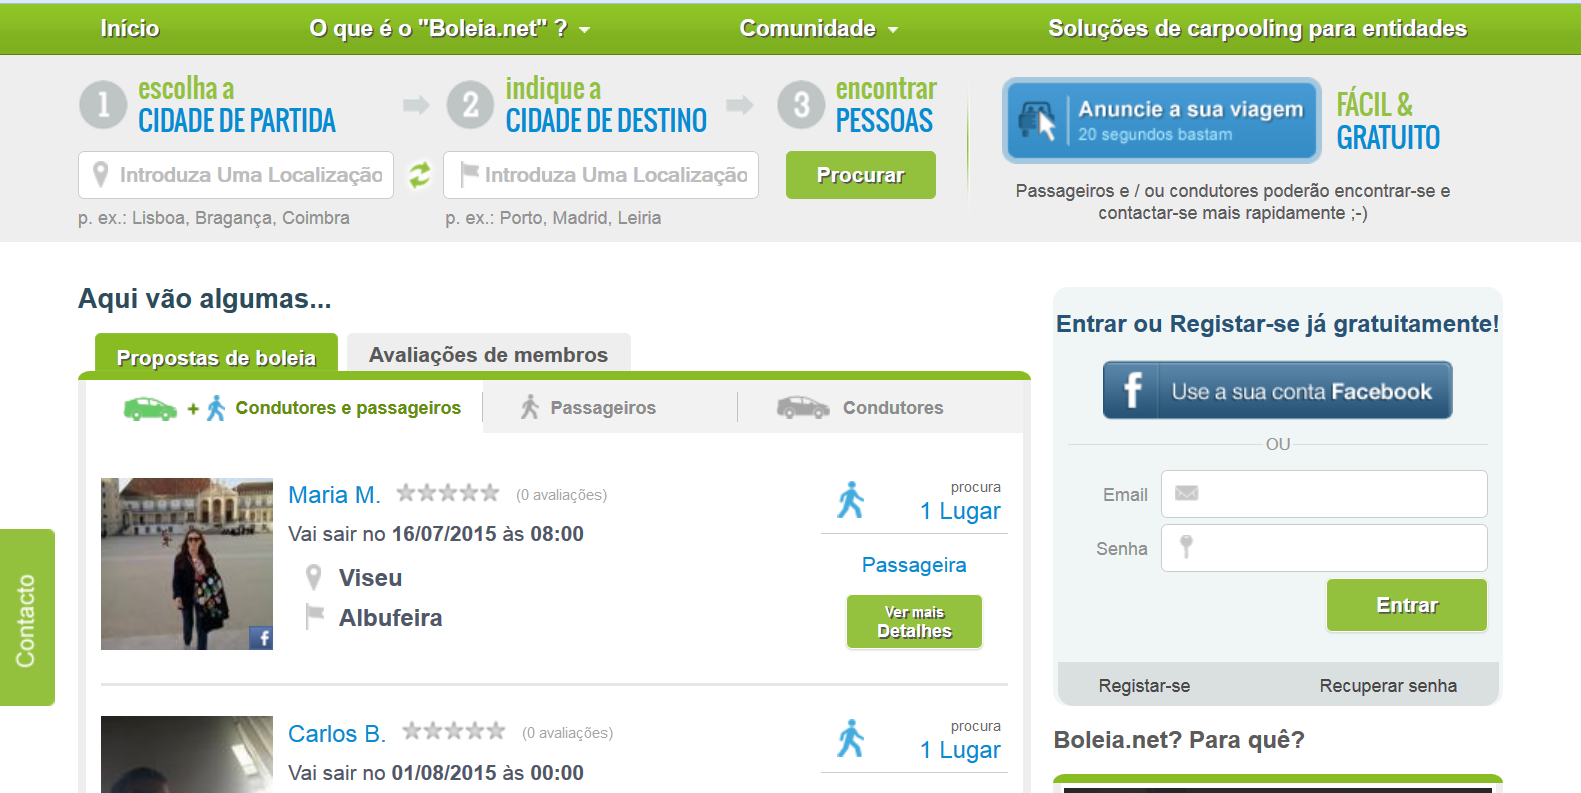 Início
O que é o "Boleia.net" ?
Comunidade
Soluções de carpooling para entidades
1
escolha a
CIDADE DE PARTIDA
2
indique a
CIDADE DE DESTINO
3
encontrar
PESSOAS
Introduza Uma Localização
Introduza Uma Localização
Procurar
p. ex.: Lisboa, Bragança, Coimbra
p. ex.: Porto, Madrid, Leiria
Anuncie a sua viagem
20 segundos bastam
FÁCIL &
GRATUITO
Passageiros e / ou condutores poderão encontrar-se e
contactar-se mais rapidamente ;-)
Aqui vão algumas...
Propostas de boleia
Avaliações de membros
+ Condutores e passageiros
Passageiros
Condutores
Maria M.
(0 avaliações)
Vai sair no 16/07/2015 às 08:00
Viseu
Albufeira
f
procura
1 Lugar
Passageira
Ver mais
Detalhes
Carlos B.
(0 avaliações)
Vai sair no 01/08/2015 às 00:00
procura
1 Lugar
Contacto
Entrar ou Registar-se já gratuitamente!
f Use a sua conta Facebook
OU
Email
Senha
Entrar
Registar-se
Recuperar senha
Boleia.net? Para quê?